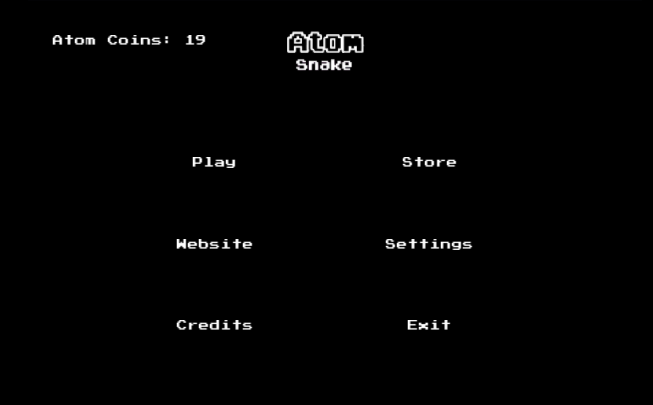 Atom Coins: 19
Atom
Snake
Play
Store
Website
Settings
Credits
Exit